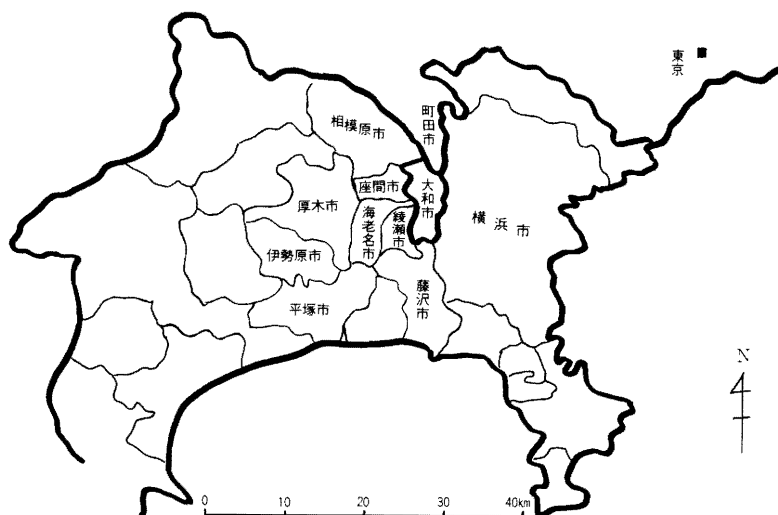 東京
町田市
相模原市
座間市
大和市
厚木市
海老名市
綾瀬市
横浜市
伊勢原市
藤沢市
平塚市
N
0 10 20 30 40km